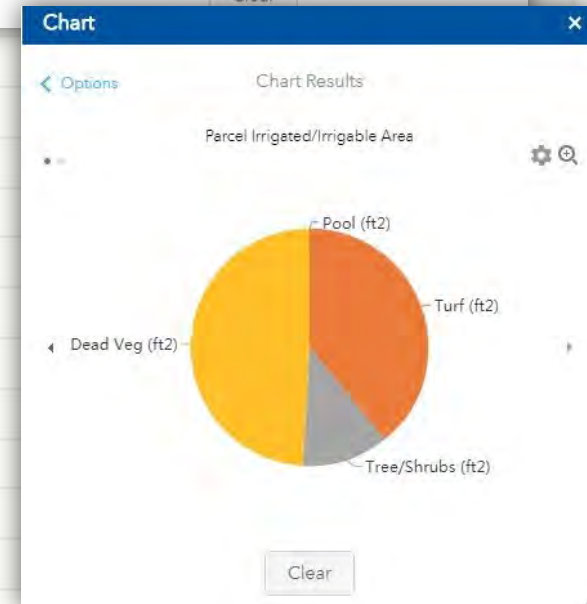 Clear
Chart ×
Options Chart Results
Parcel Irrigated/Irrigable Area
Pool (ft2)
Turf (ft2)
Dead Veg (ft2)
Tree/Shrubs (ft2)
Clear